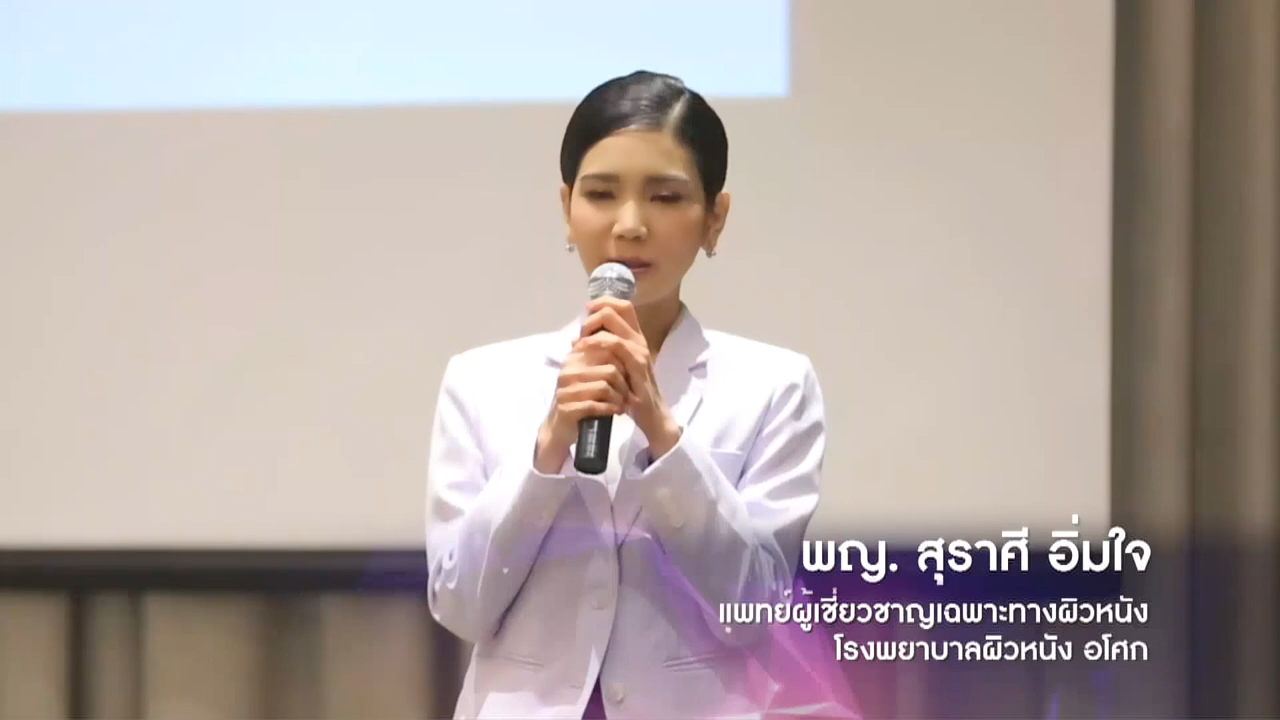 พญ. สุราศี อิ่มใจ
แพทย์ผู้เชี่ยวชาญเฉพาะทางผิวหนัง
โรงพยาบาลผิวหนัง อโศก